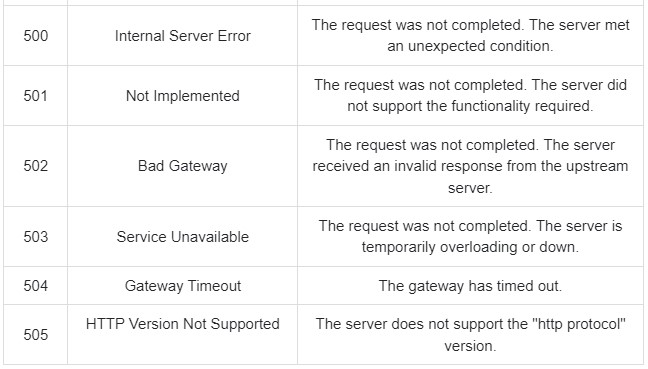 500 Internal Server Error The request was not completed. The server met
an unexpected condition.
501 Not Implemented The request was not completed. The server did
not support the functionality required.
The request was not completed. The server
502 Bad Gateway received an invalid response from the upstream
server.
503 Service Unavailable The request was not completed. The server is
temporarily overloading or down.
504 Gateway Timeout The gateway has timed out.
505 HTTP Version Not Supported The server does not support the "http protocol"
version.